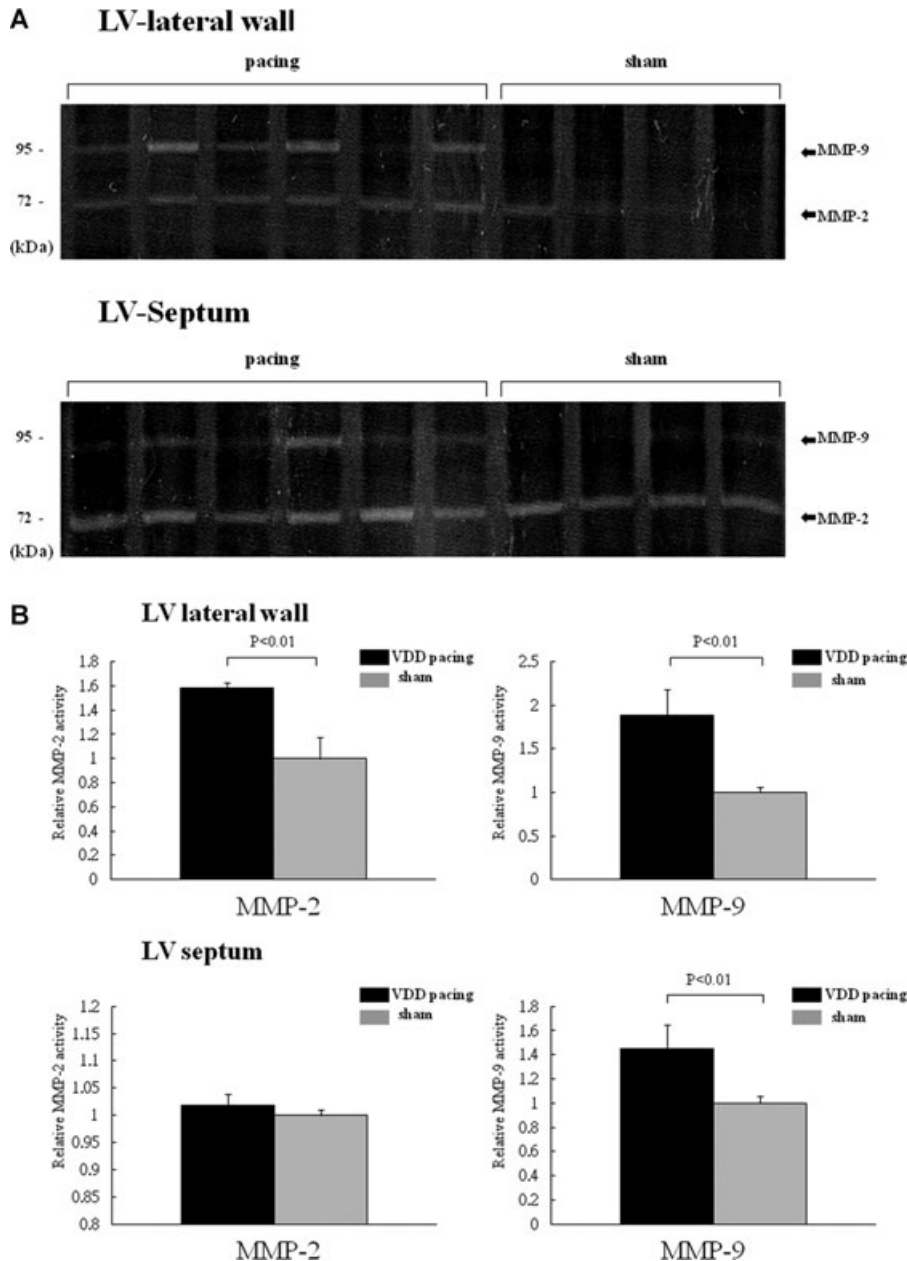 A
LV-lateral wall
pacing sham
95 -
MMP-9
72 -
MMP-2
(kDa)
LV-Septum
pacing sham
95 -
MMP-9
72 -
MMP-2
(kDa)
B
LV lateral wall
P<0.01
VDD pacing
sham
Relative MMP-2 activity
1.8
1.6
1.4
1.2
1
0.8
0.6
0.4
0.2
0
MMP-2
P<0.01
VDD pacing
sham
Relative MMP-9 activity
2.5
2
1.5
1
0.5
0
MMP-9
LV septum
VDD pacing
sham
Relative MMP-2 activity
1.2
1.15
1.1
1.05
1
0.95
0.9
0.85
0.8
MMP-2
P<0.01
VDD pacing
sham
Relative MMP-9 activity
1.8
1.6
1.4
1.2
1
0.8
0.6
0.4
0.2
0
MMP-9